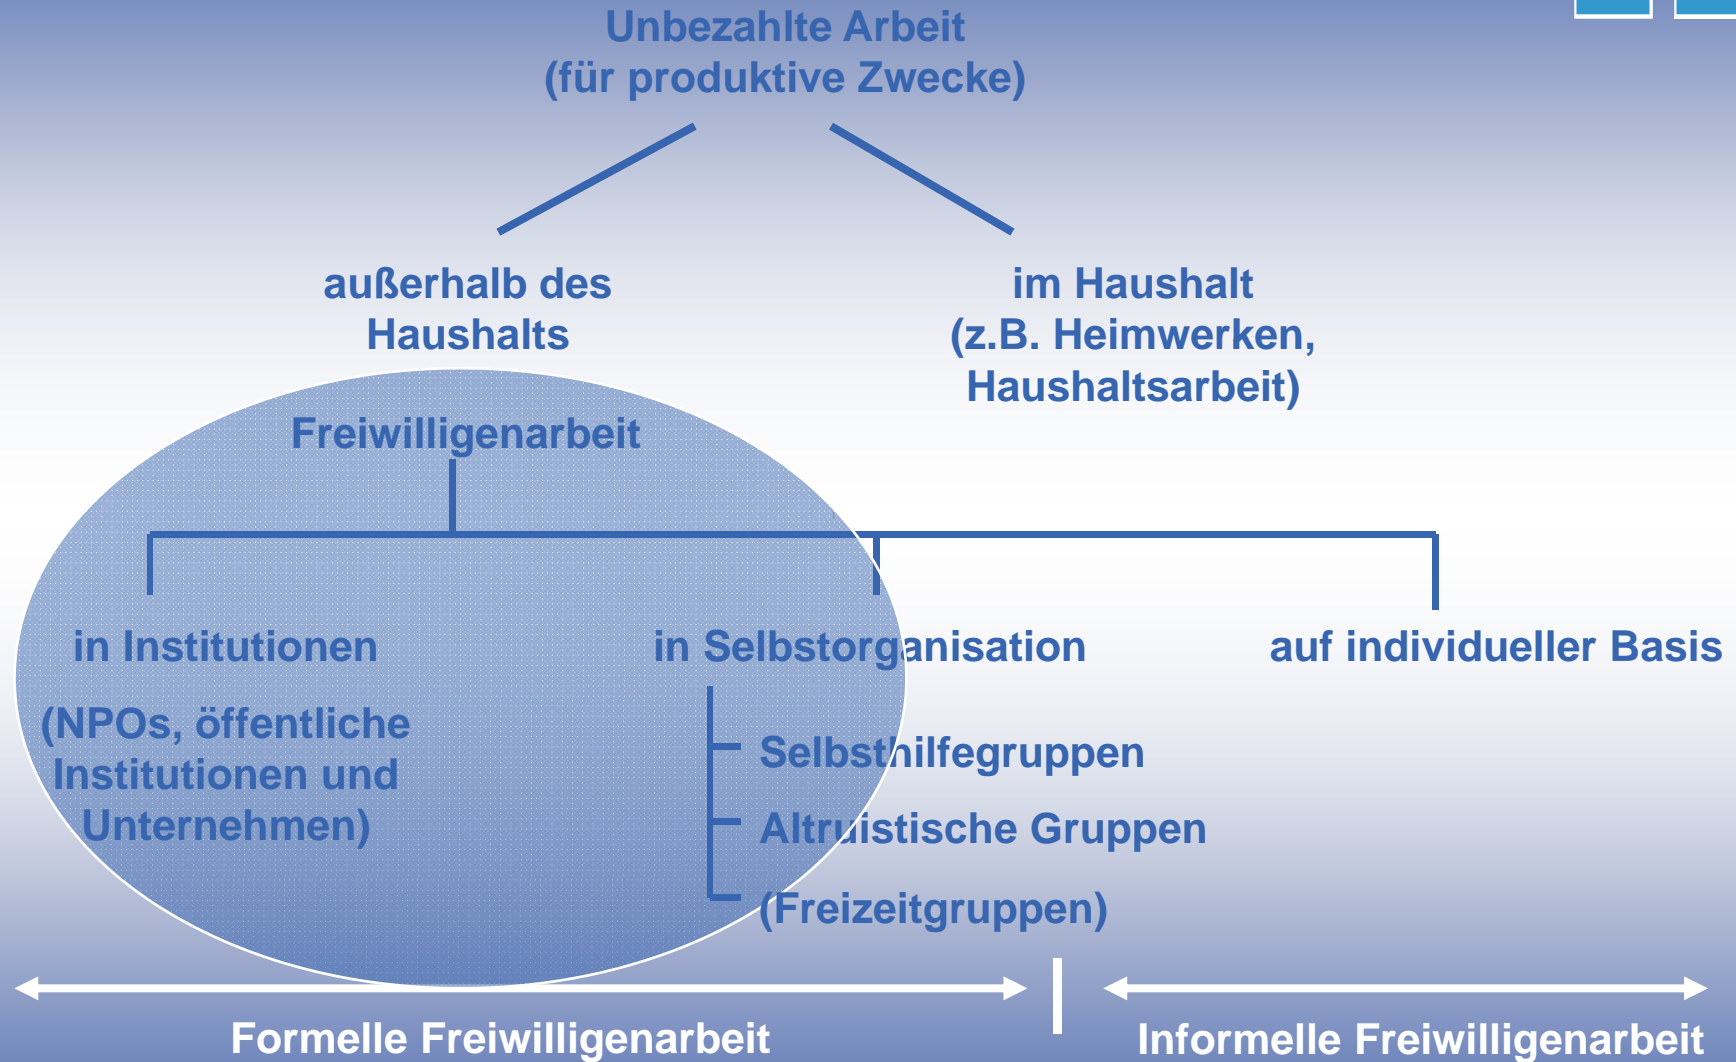 Unbezahlte Arbeit
(für produktive Zwecke)
außerhalb des
Haushalts
im Haushalt
(z.B. Heimwerken,
Haushaltsarbeit)
Freiwilligenarbeit
in Institutionen
(NPOs, öffentliche
Institutionen und
Unternehmen)
in Selbstorganisation
Selbsthilfegruppen
Altruistische Gruppen
(Freizeitgruppen)
auf individueller Basis
Formelle Freiwilligenarbeit
Informelle Freiwilligenarbeit